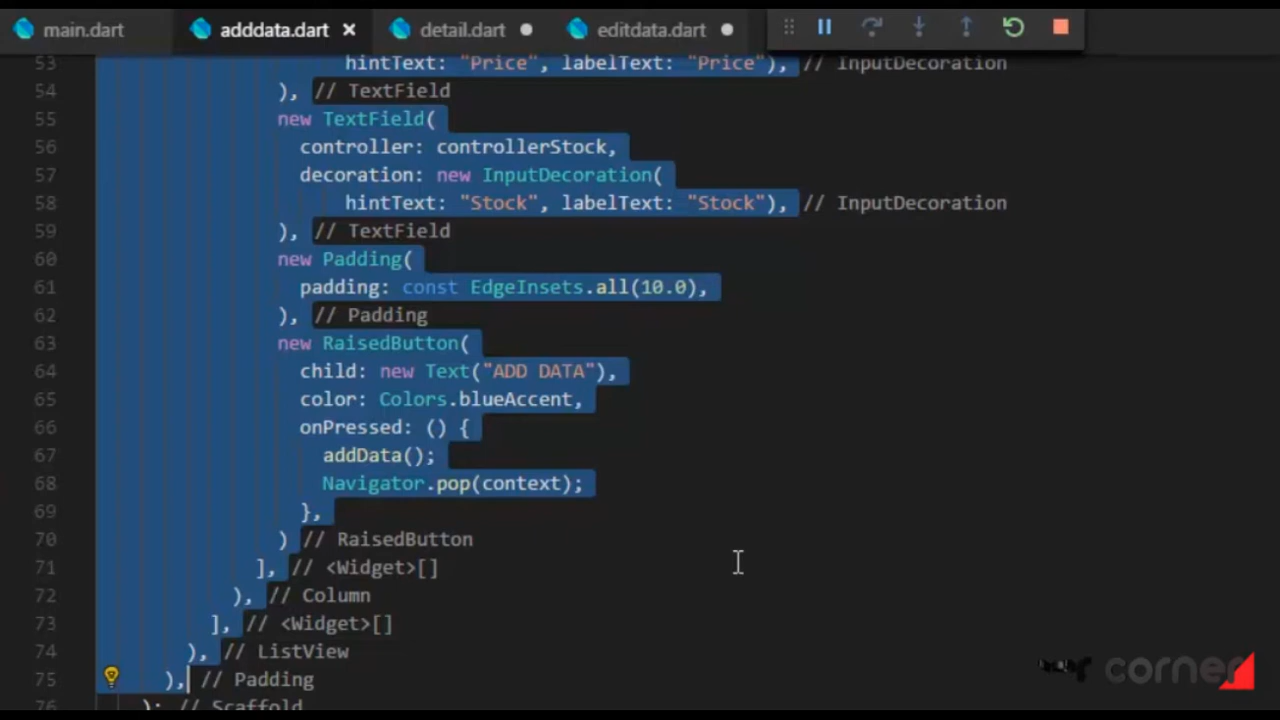 main.dart adddata.dart × detail.dart editdata.dart
53 hintText: "Price", labelText: "Price"), // InputDecoration
54 ), // TextField
55 new TextField(
56 controller: controllerStock,
57 decoration: new InputDecoration(
58 hintText: "Stock", labelText: "Stock"), // InputDecoration
59 ), // TextField
60 new Padding(
61 padding: const EdgeInsets.all(10.0),
62 ), // Padding
63 new RaisedButton(
64 child: new Text("ADD DATA"),
65 color: Colors.blueAccent,
66 onPressed: () {
67 addData();
68 Navigator.pop(context);
69 },
70 ) // RaisedButton
71 ], // <Widget>[]
72 ), // Column
73 ], // <Widget>[]
74 ), // ListView
75 ), // Padding
76 ); // Scaffold
corner